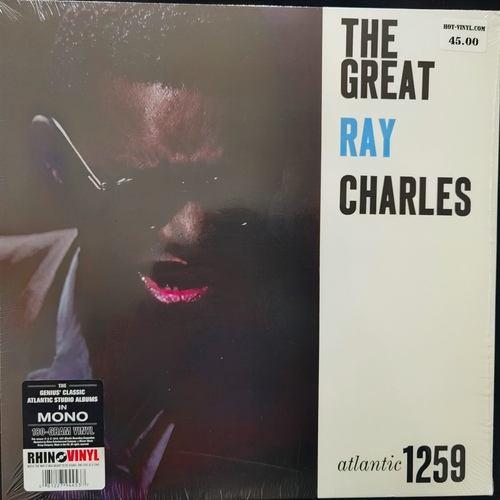 HOT-VINYL.COM
45.00
THE
GREAT
RAY
CHARLES
atlantic 1259
THE
GENIUS' CLASSIC
ATLANTIC STUDIO ALBUMS
IN
MONO
180-GRAM VINYL
RHINO VINYL